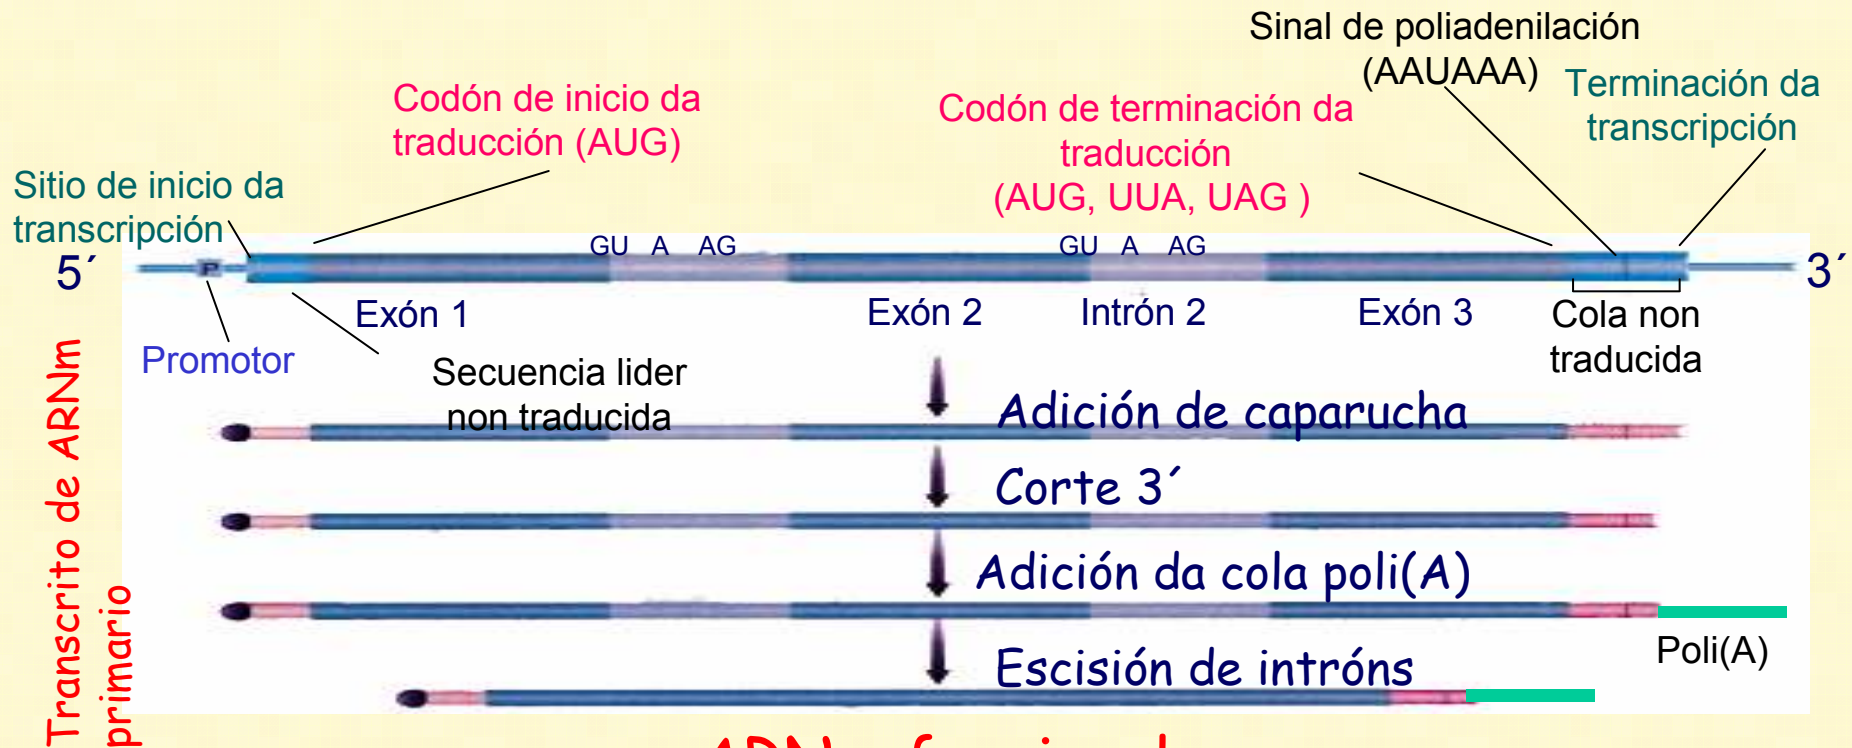 Sinal de poliadenilación
(AAUAAA)
Terminación da
transcripción
Codón de inicio da
traducción (AUG)
Codón de terminación da
traducción
(AUG, UUA, UAG )
Sitio de inicio da
transcripción
GU A AG
GU A AG
5´
P
3´
Exón 1
Exón 2
Intrón 2
Exón 3
Cola non
traducida
Promotor
Secuencia lider
non traducida
Adición de caparucha
Corte 3´
Adición da cola poli(A)
Poli(A)
Escisión de intróns
Transcrito de ARNm
primario